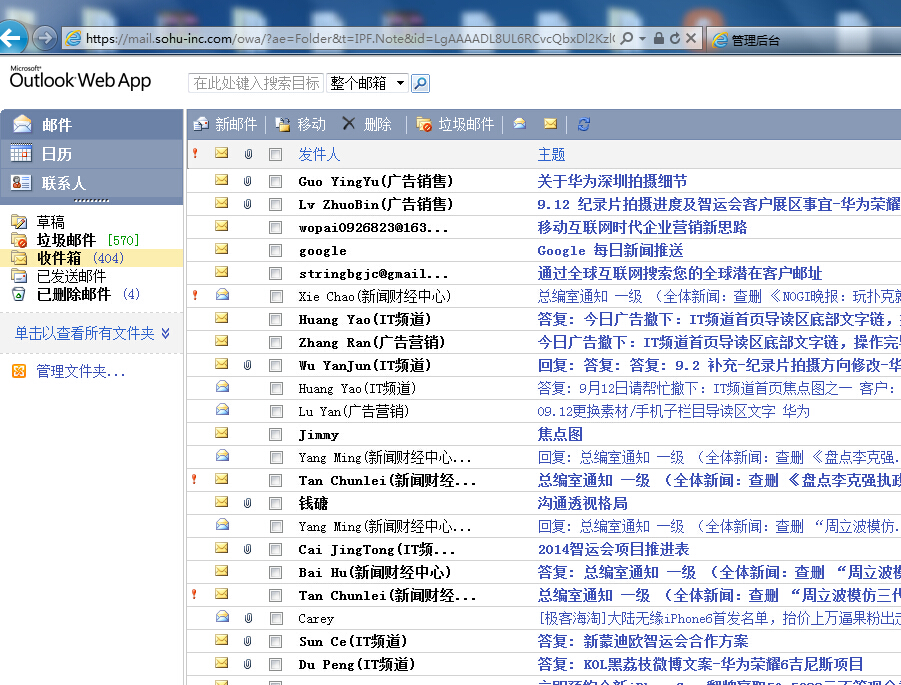 https://mail.sohu-inc.com/owa/?ae=Folder&t=IPF.Note&id=LgAAAADL8UL6RCvcQbxDl2Kzl
管理后台
Microsoft®
Outlook Web App
在此处键入搜索目标 整个邮箱
邮件
日历
联系人
草稿
垃圾邮件 [570]
收件箱 (404)
已发送邮件
已删除邮件 (4)
单击以查看所有文件夹
管理文件夹...
新邮件 移动 删除 垃圾邮件
发件人 主题
Guo YingYu(广告销售) 关于华为深圳拍摄细节
Lv ZhuoBin(广告销售) 9.12 纪录片拍摄进度及智运会客户展区事宜-华为荣耀
wopai0926823@163... 移动互联网时代企业营销新思路
google Google 每日新闻推送
stringbgjc@gmail... 通过全球互联网搜索您的全球潜在客户邮址
Xie Chao(新闻财经中心) 总编室通知 一级 （全体新闻：查删 《NOGI晚报：玩扑克
Huang Yao(IT频道) 答复: 今日广告撤下：IT频道首页导读区底部文字链，
Zhang Ran(广告营销) 今日广告撤下：IT频道首页导读区底部文字链，操作完
Wu YanJun(IT频道) 回复: 答复: 答复: 9.2 补充-纪录片拍摄方向修改-华
Huang Yao(IT频道) 答复: 9月12日请帮忙撤下：IT频道首页焦点图之一 客户：
Lu Yan(广告营销) 09.12更换素材/手机子栏目导读区文字 华为
Jimmy 焦点图
Yang Ming(新闻财经中心... 回复: 总编室通知 一级 （全体新闻：查删 《盘点李克强.
Tan Chunlei(新闻财经... 总编室通知 一级 （全体新闻：查删 《盘点李克强执政
钱磄 沟通透视格局
Yang Ming(新闻财经中心... 回复: 总编室通知 一级 （全体新闻：查删 “周立波模仿.
Cai JingTong(IT频... 2014智运会项目推进表
Bai Hu(新闻财经中心) 答复: 总编室通知 一级 （全体新闻：查删 “周立波模
Tan Chunlei(新闻财经... 总编室通知 一级 （全体新闻：查删 “周立波模仿三代
Carey [极客海淘]大陆无缘iPhone6首发名单，抬价上万逼果粉出走
Sun Ce(IT频道) 答复: 新蒙迪欧智运会合作方案
Du Peng(IT频道) 答复: KOL黑荔枝微博文案-华为荣耀6吉尼斯项目